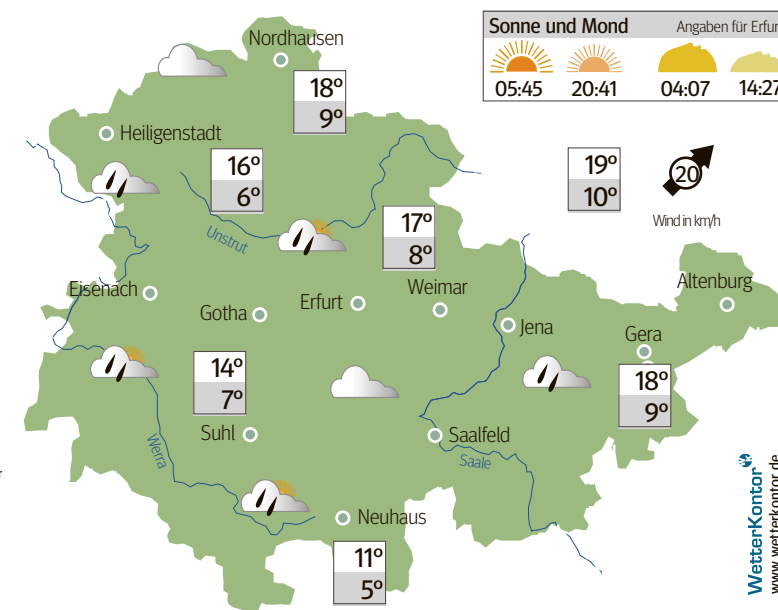 Sonne und Mond Angaben für Erfurt
05:45 20:41 04:07 14:27
Nordhausen
18°
9°
Heiligenstadt
16°
6°
19°
10°
20
Wind in km/h
Unstrut
17°
8°
Eisenach
Gotha
Erfurt
Weimar
Altenburg
Jena
Gera
14°
7°
18°
9°
Suhl
Saalfeld
Saale
Werra
Neuhaus
11°
5°
WetterKontor
www.wetterkontor.de
r